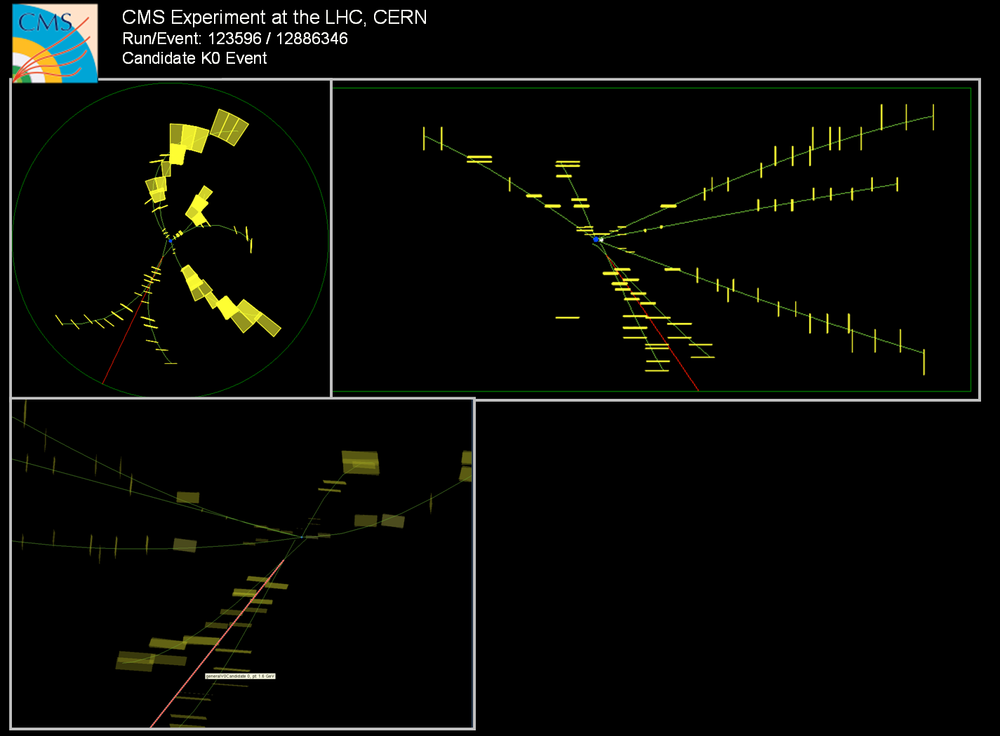 CMS
CMS Experiment at the LHC, CERN
Run/Event: 123596 / 12886346
Candidate K0 Event
generalV0Candidate 0, pt: 1.6 GeV